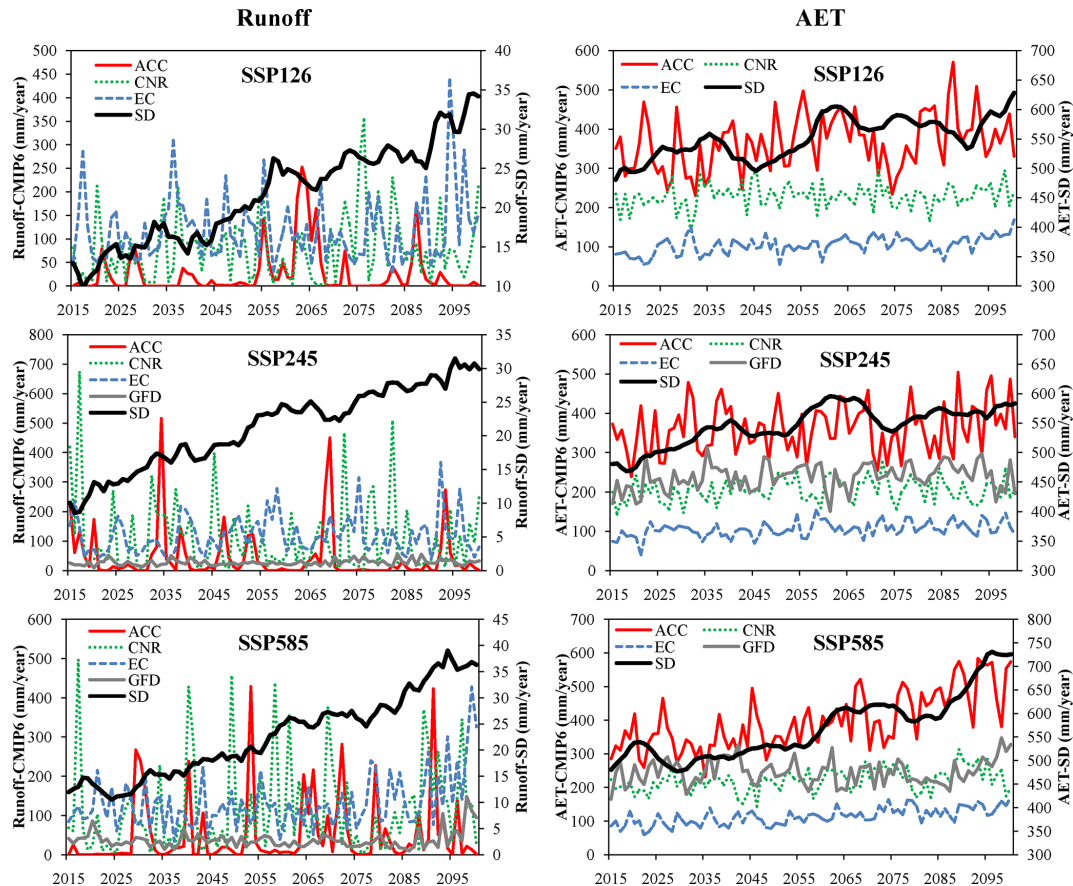 Runoff
AET
SSP126
ACC
CNR
EC
SD
Runoff-CMIP6 (mm/year)
500
450
400
350
300
250
200
150
100
50
0
Runoff-SD (mm/year)
40
35
30
25
20
15
10
2015 2025 2035 2045 2055 2065 2075 2085 2095
SSP126
ACC CNR
EC SD
AET-CMIP6 (mm/year)
600
500
400
300
200
100
0
AET-SD (mm/year)
700
650
600
550
500
450
400
350
300
2015 2025 2035 2045 2055 2065 2075 2085 2095
SSP245
ACC
CNR
EC
GFD
SD
Runoff-CMIP6 (mm/year)
800
700
600
500
400
300
200
100
0
Runoff-SD (mm/year)
35
30
25
20
15
10
5
0
2015 2025 2035 2045 2055 2065 2075 2085 2095
SSP245
ACC CNR
EC GFD
SD
AET-CMIP6 (mm/year)
600
500
400
300
200
100
0
AET-SD (mm/year)
700
650
600
550
500
450
400
350
300
2015 2025 2035 2045 2055 2065 2075 2085 2095
SSP585
ACC
CNR
EC
GFD
SD
Runoff-CMIP6 (mm/year)
600
500
400
300
200
100
0
Runoff-SD (mm/year)
45
40
35
30
25
20
15
10
5
0
2015 2025 2035 2045 2055 2065 2075 2085 2095
SSP585
ACC CNR
EC GFD
SD
AET-CMIP6 (mm/year)
700
600
500
400
300
200
100
0
AET-SD (mm/year)
800
750
700
650
600
550
500
450
400
350
300
2015 2025 2035 2045 2055 2065 2075 2085 2095